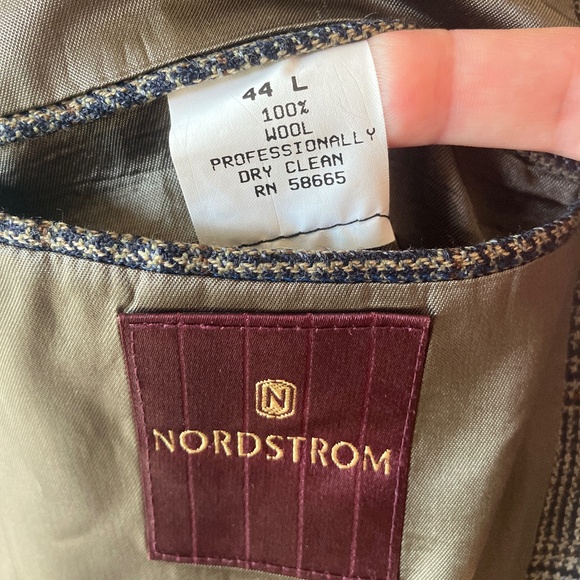 44 L
100%
WOOL
PROFESSIONALLY
DRY CLEAN
RN 58665
N
NORDSTROM